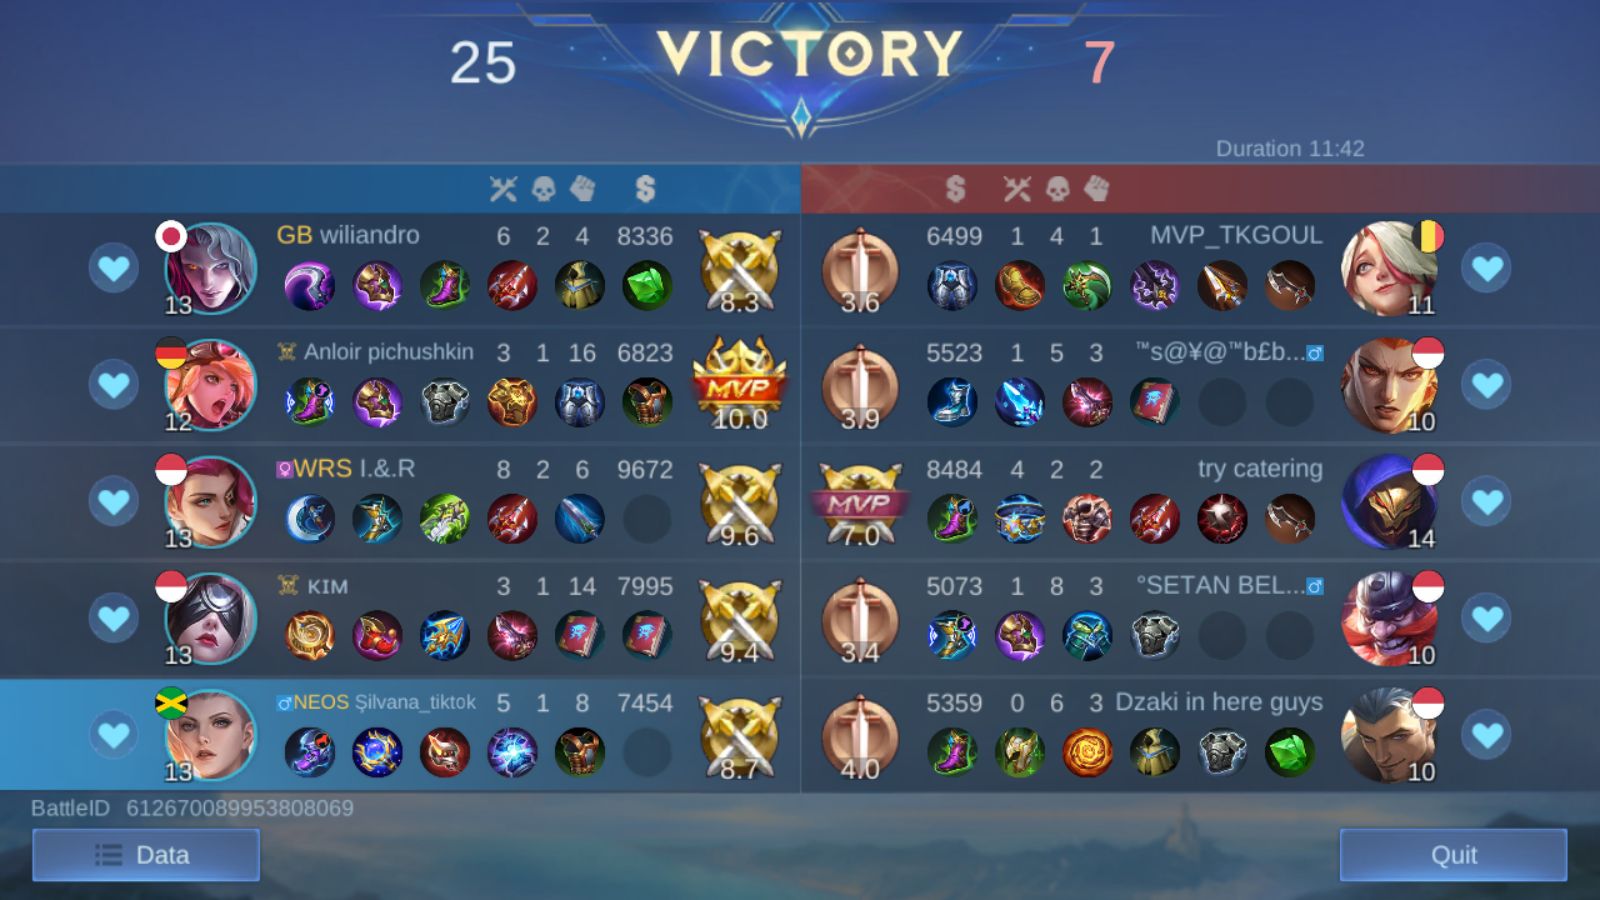 25 VICTORY 7
Duration 11:42
GB wiliandro 6 2 4 8336
13 8.3
6499 1 4 1 MVP_TKGOUL
3.6 11
Anloir pichushkin 3 1 16 6823
12 MVP 10.0
5523 1 5 3 ™s@¥@™b£b...♂
3.9 10
♀WRS I.&.R 8 2 6 9672
13 9.6
8484 4 2 2 try catering
MVP 7.0 14
KIM 3 1 14 7995
13 9.4
5073 1 8 3 °SETAN BEL...♂
3.4 10
♂NEOS Şilvana_tiktok 5 1 8 7454
13 8.7
5359 0 6 3 Dzaki in here guys
4.0 10
BattleID 612670089953808069
Data
Quit